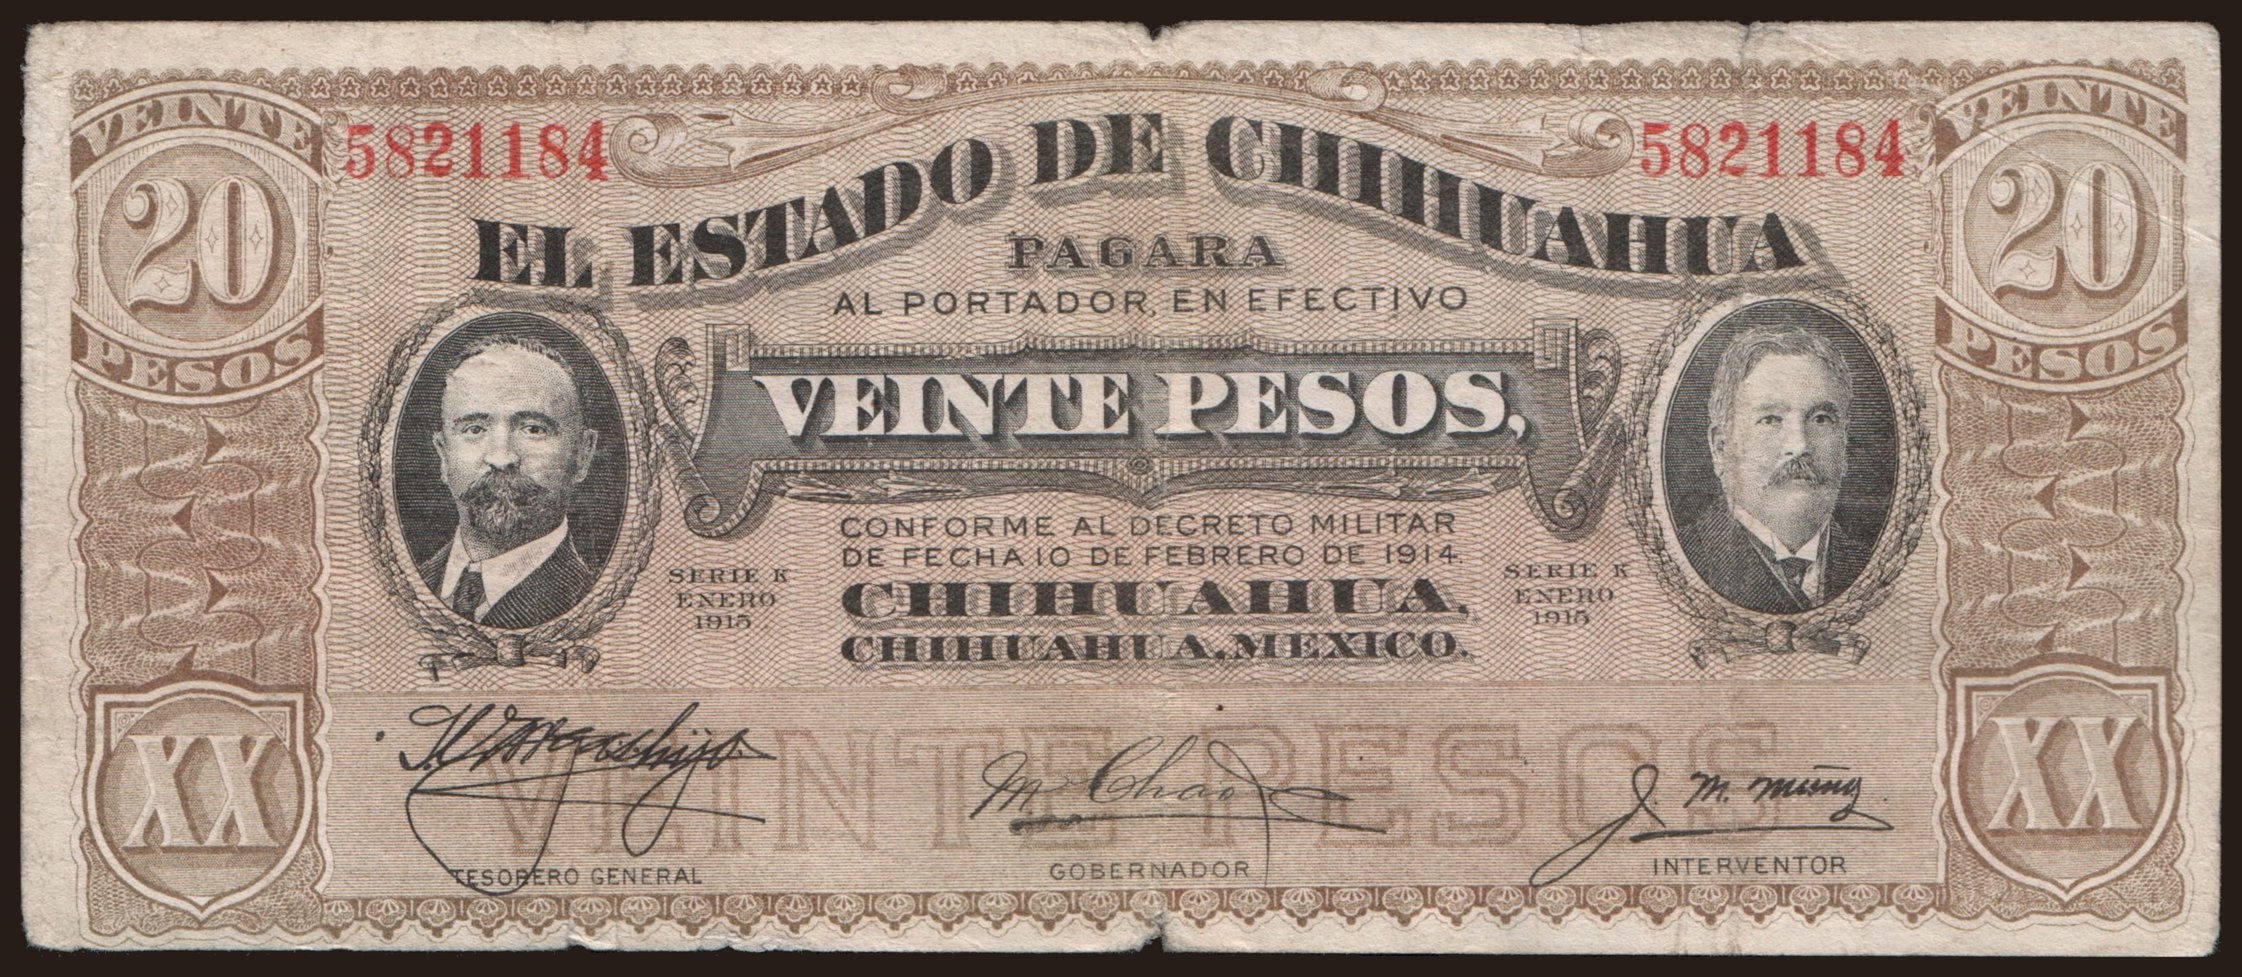 VEINTE
20
PESOS
5821184
5821184
VEINTE
20
PESOS
EL ESTADO DE CHIHUAHUA
PAGARA
AL PORTADOR, EN EFECTIVO
VEINTE PESOS,
CONFORME AL DECRETO MILITAR
DE FECHA 10 DE FEBRERO DE 1914.
CHIHUAHUA,
CHIHUAHUA, MEXICO.
SERIE K
ENERO
1915
SERIE K
ENERO
1915
XX
VEINTE PESOS
XX
M Chao
J. M. Muñoz
TESORERO GENERAL
GOBERNADOR
INTERVENTOR